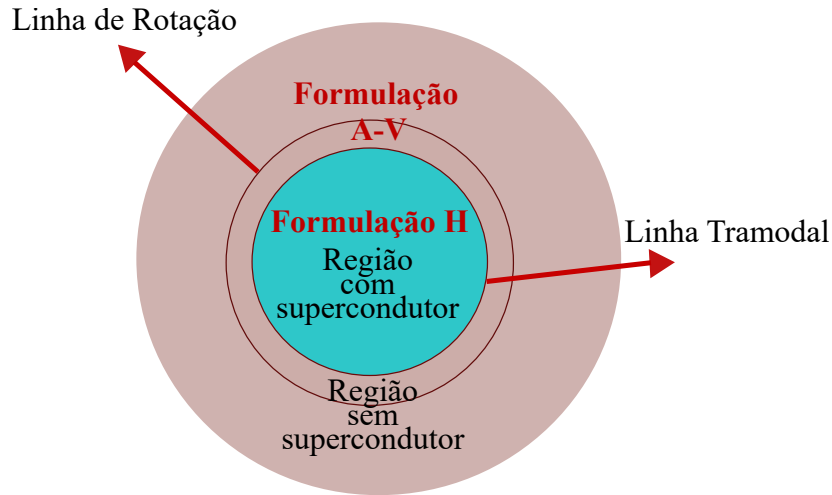 Linha de Rotação
Formulação
A-V
Formulação H
Região
com
supercondutor
Linha Tramodal
Região
sem
supercondutor